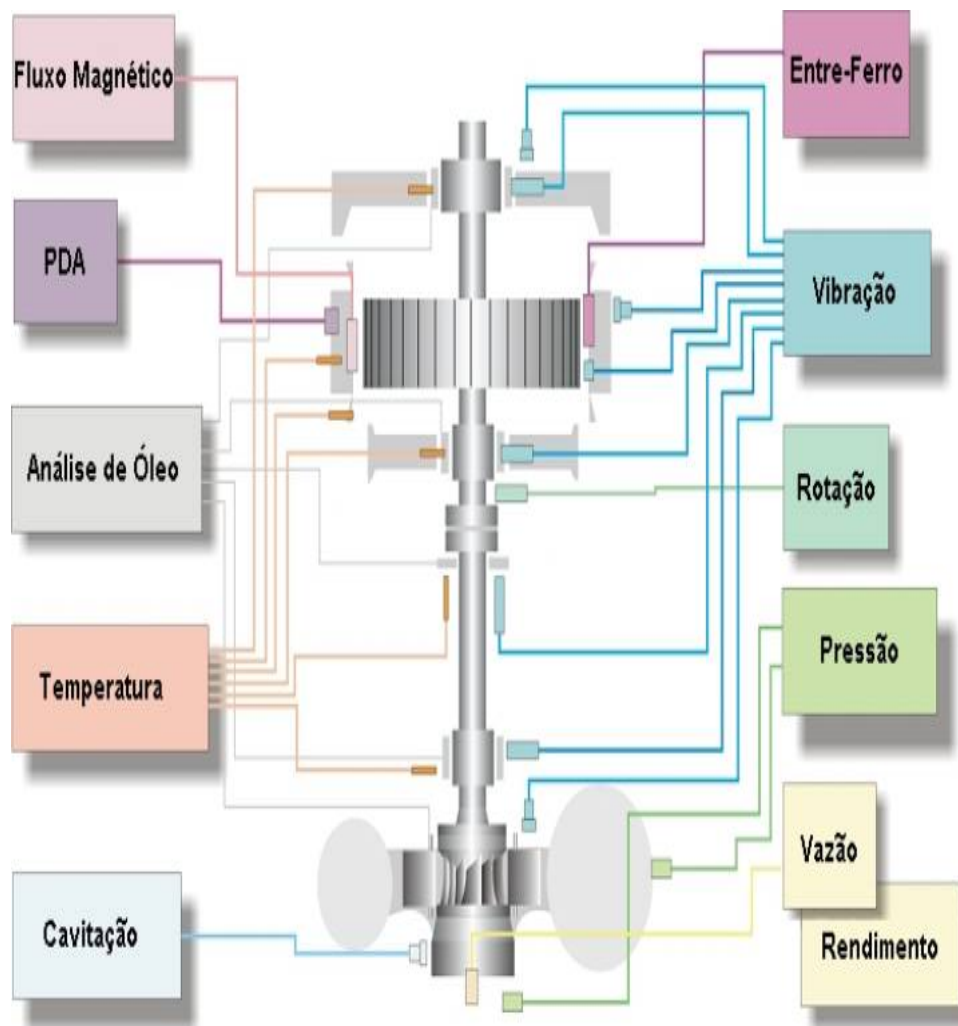 Fluxo Magnético
Entre-Ferro
PDA
Vibração
Análise de Óleo
Rotação
Temperatura
Pressão
Vazão
Cavitação
Rendimento